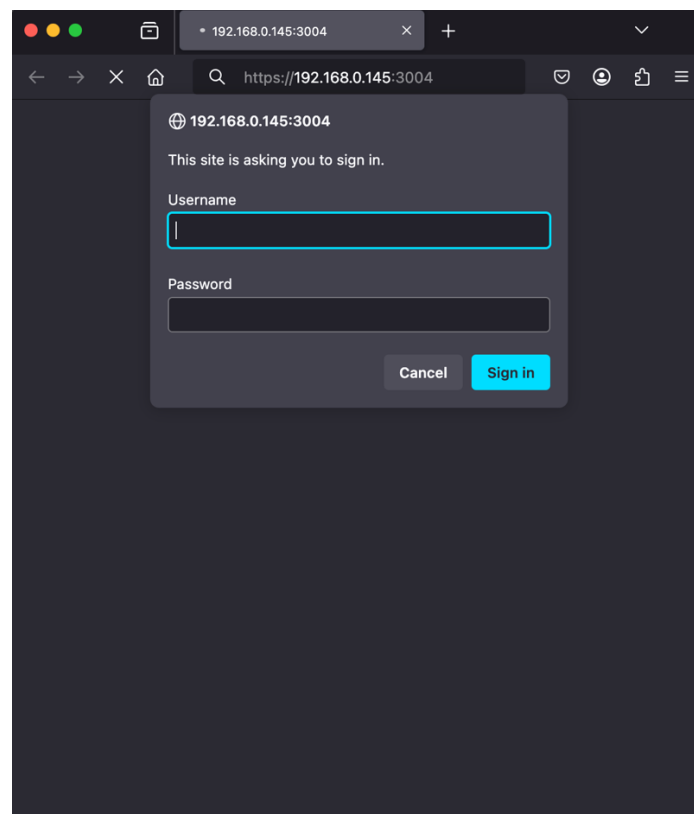 192.168.0.145:3004
https://192.168.0.145:3004
192.168.0.145:3004
This site is asking you to sign in.
Username
Password
Cancel
Sign in